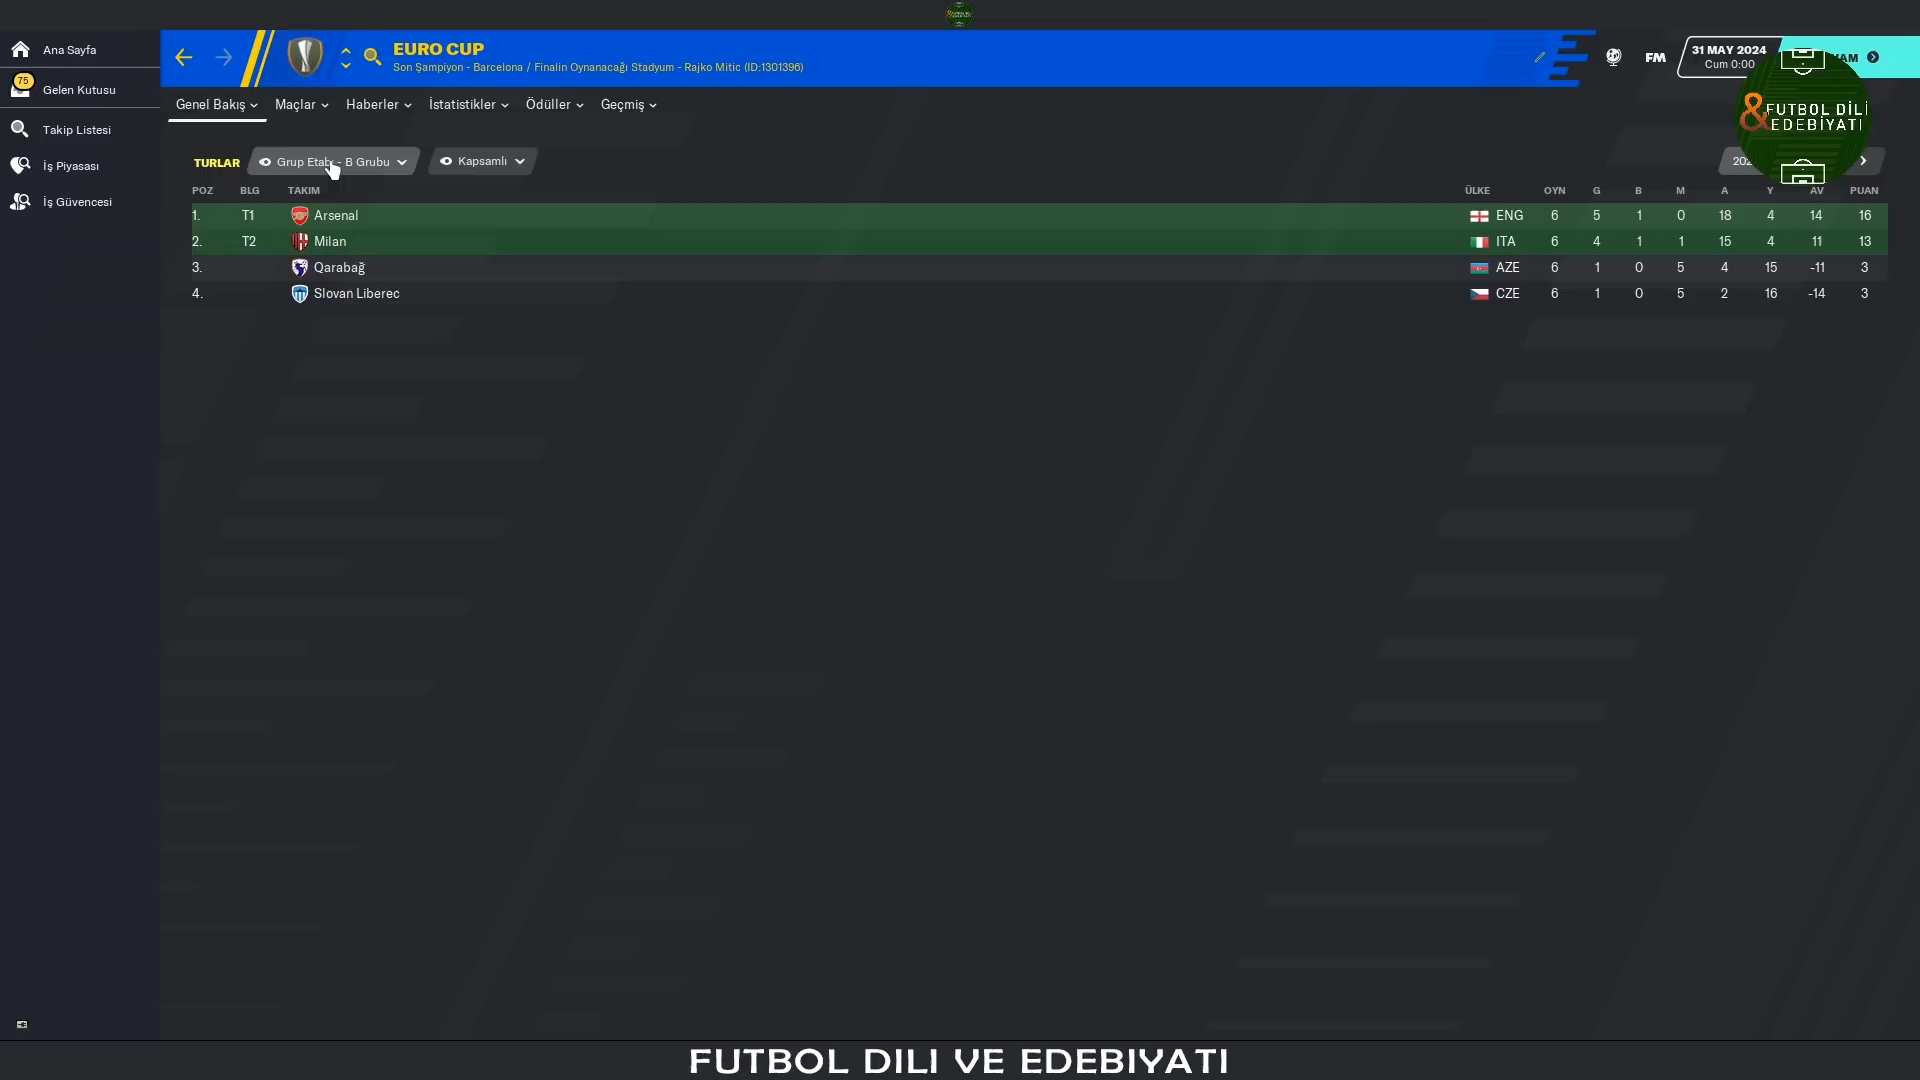 Ana Sayfa
75
Gelen Kutusu
Takip Listesi
İş Piyasası
İş Güvencesi
EURO CUP
Son Şampiyon - Barcelona / Finalin Oynanacağı Stadyum - Rajko Mitic (ID:1301396)
FM
31 MAY 2024
Cum 0:00
& FUTBOL DİLİ
EDEBİYATI
Genel Bakış Maçlar Haberler İstatistikler Ödüller Geçmiş
TURLAR Grup Etabı - B Grubu Kapsamlı
POZ BLG TAKIM ÜLKE OYN G B M A Y AV PUAN
1. T1 Arsenal ENG 6 5 1 0 18 4 14 16
2. T2 Milan ITA 6 4 1 1 15 4 11 13
3. Qarabağ AZE 6 1 0 5 4 15 -11 3
4. Slovan Liberec CZE 6 1 0 5 2 16 -14 3
FUTBOL DILI VE EDEBIYATI